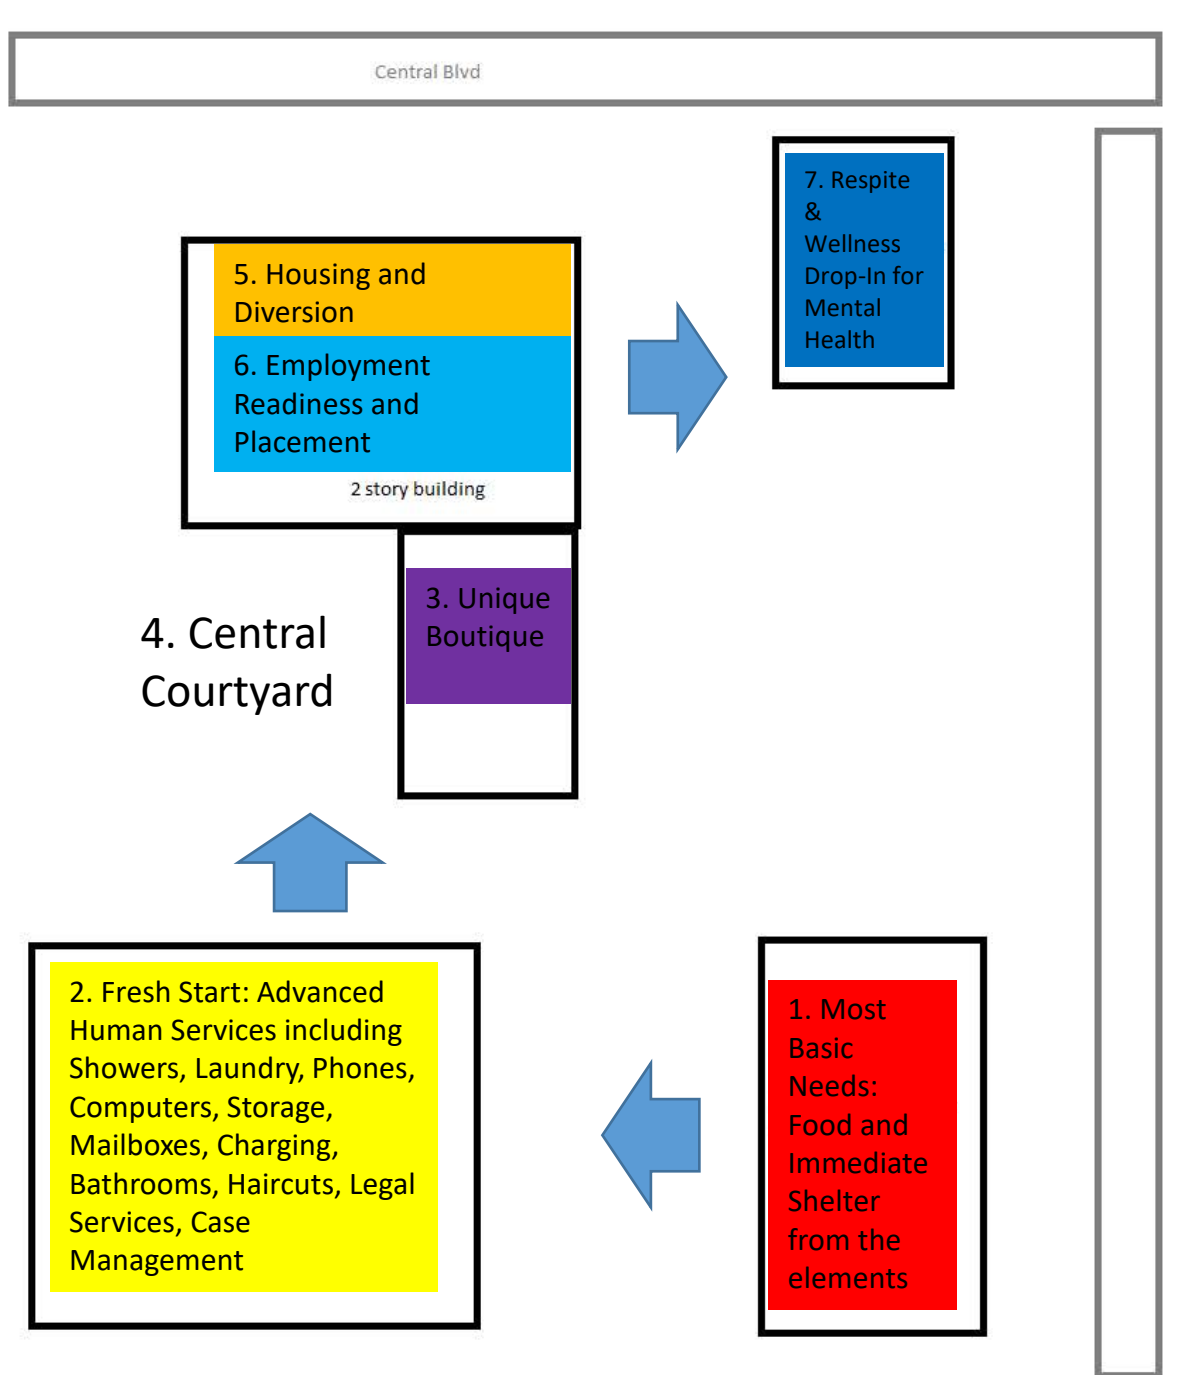 Central Blvd
7. Respite
&
Wellness
Drop-In for
Mental
Health
5. Housing and
Diversion
6. Employment
Readiness and
Placement
2 story building
3. Unique
Boutique
4. Central
Courtyard
2. Fresh Start: Advanced
Human Services including
Showers, Laundry, Phones,
Computers, Storage,
Mailboxes, Charging,
Bathrooms, Haircuts, Legal
Services, Case
Management
1. Most
Basic
Needs:
Food and
Immediate
Shelter
from the
elements